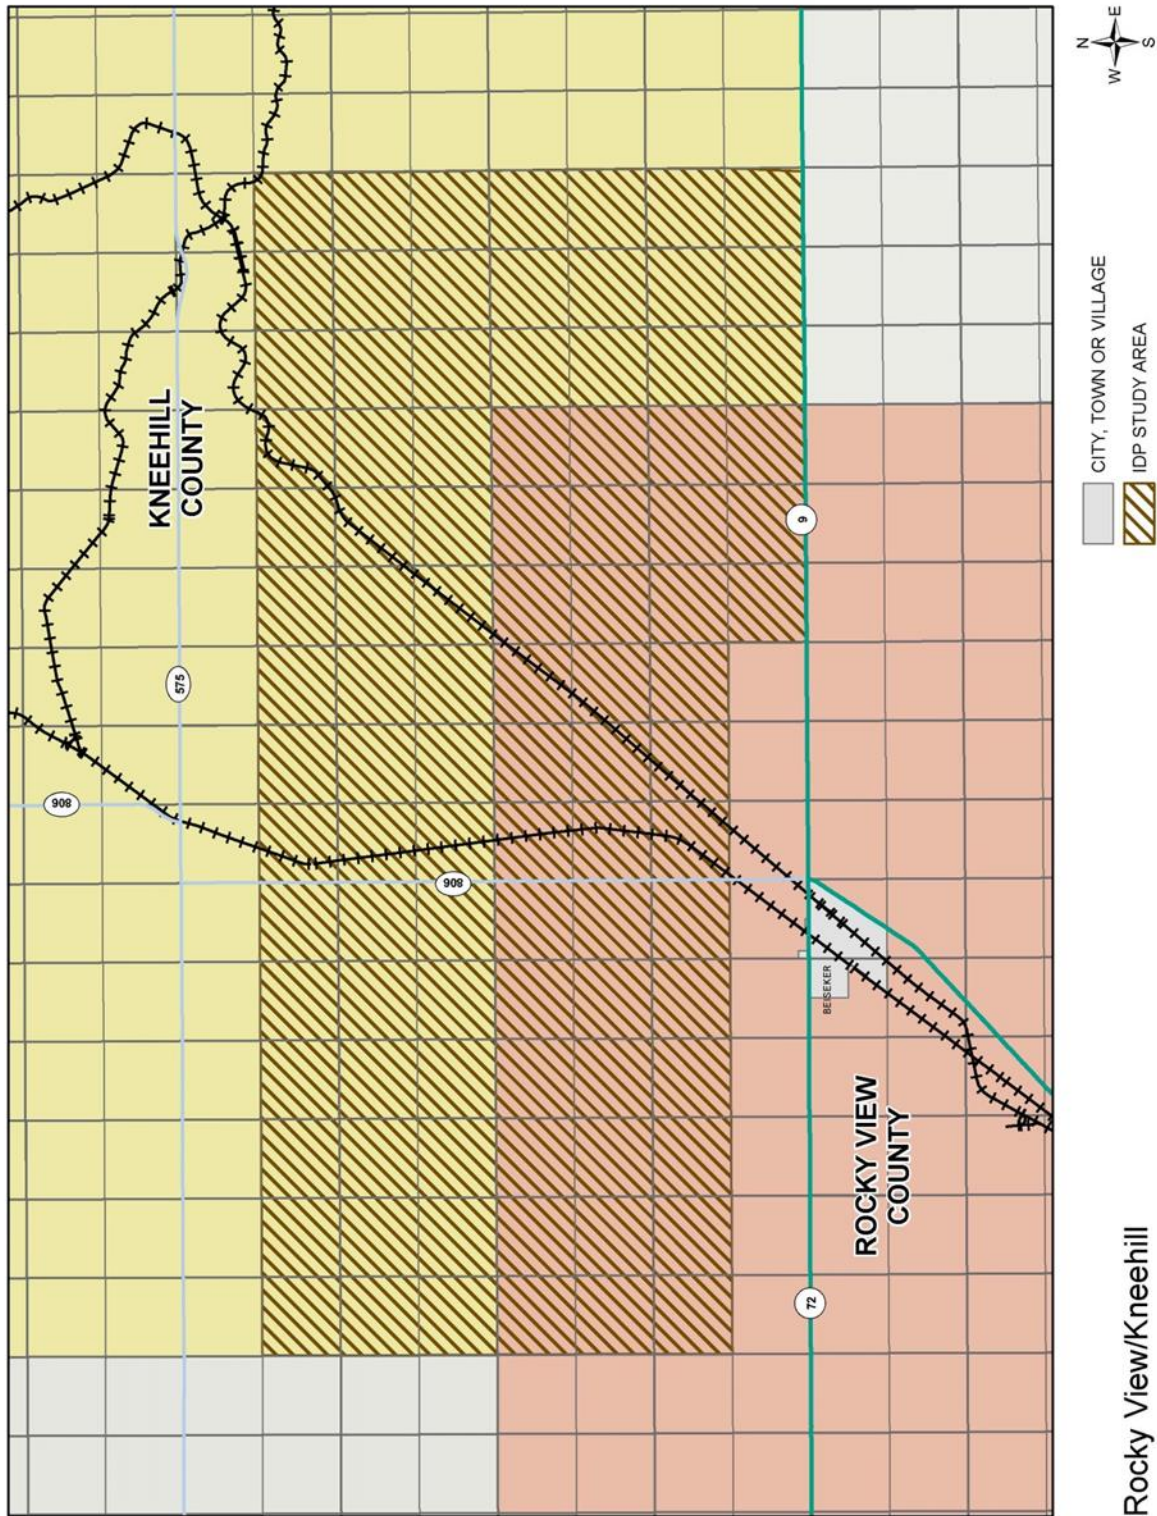 KNEEHILL
COUNTY
575
806
806
9
BEISEKER
ROCKY VIEW
COUNTY
72
N
W
E
S
CITY, TOWN OR VILLAGE
IDP STUDY AREA
Rocky View/Kneehill